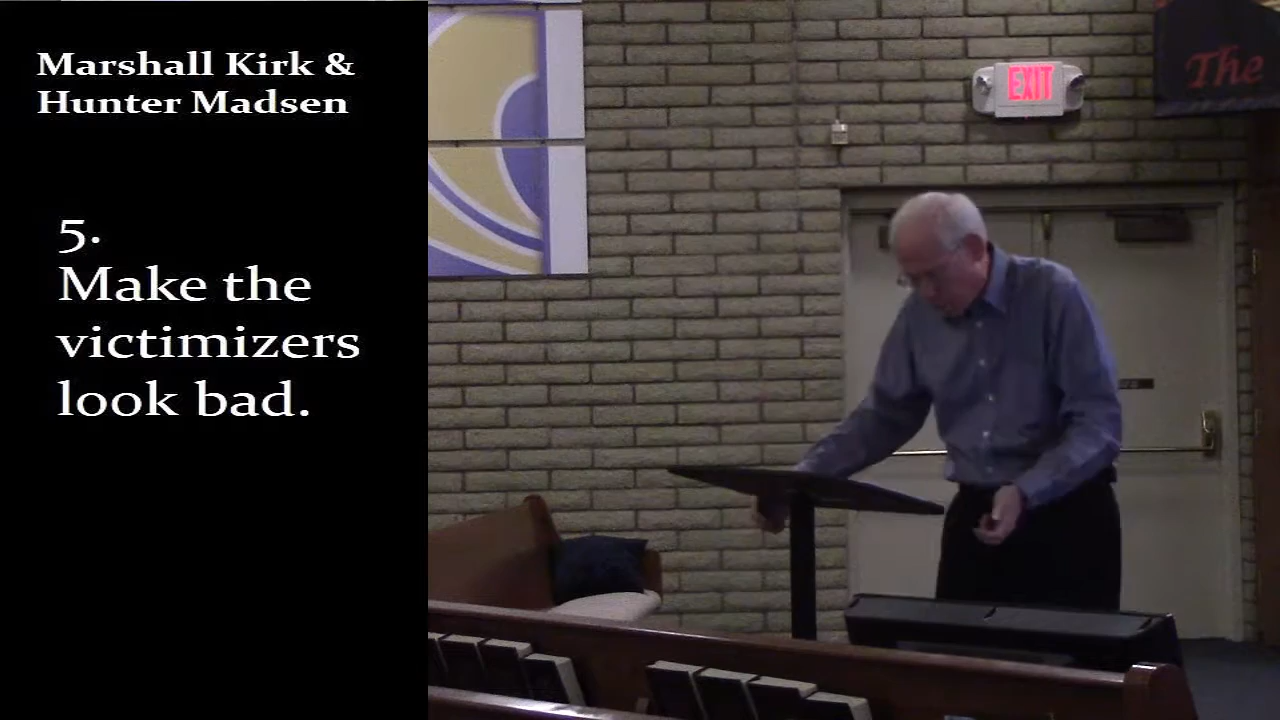 Marshall Kirk &
Hunter Madsen
5.
Make the
victimizers
look bad.
EXIT
The